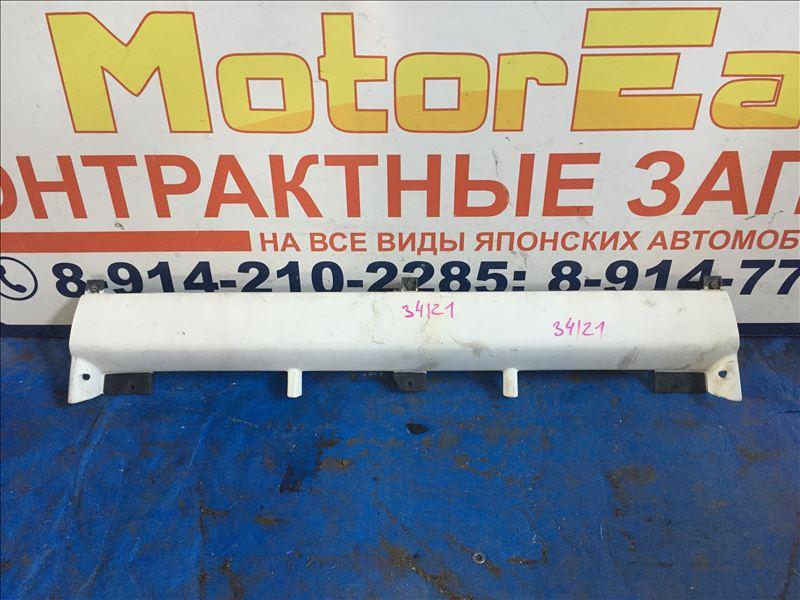 MotorEa
ОНТРАКТНЫЕ ЗАП
НА ВСЕ ВИДЫ ЯПОНСКИХ АВТОМОБ
8-914-210-2285; 8-914-77
34121
34121